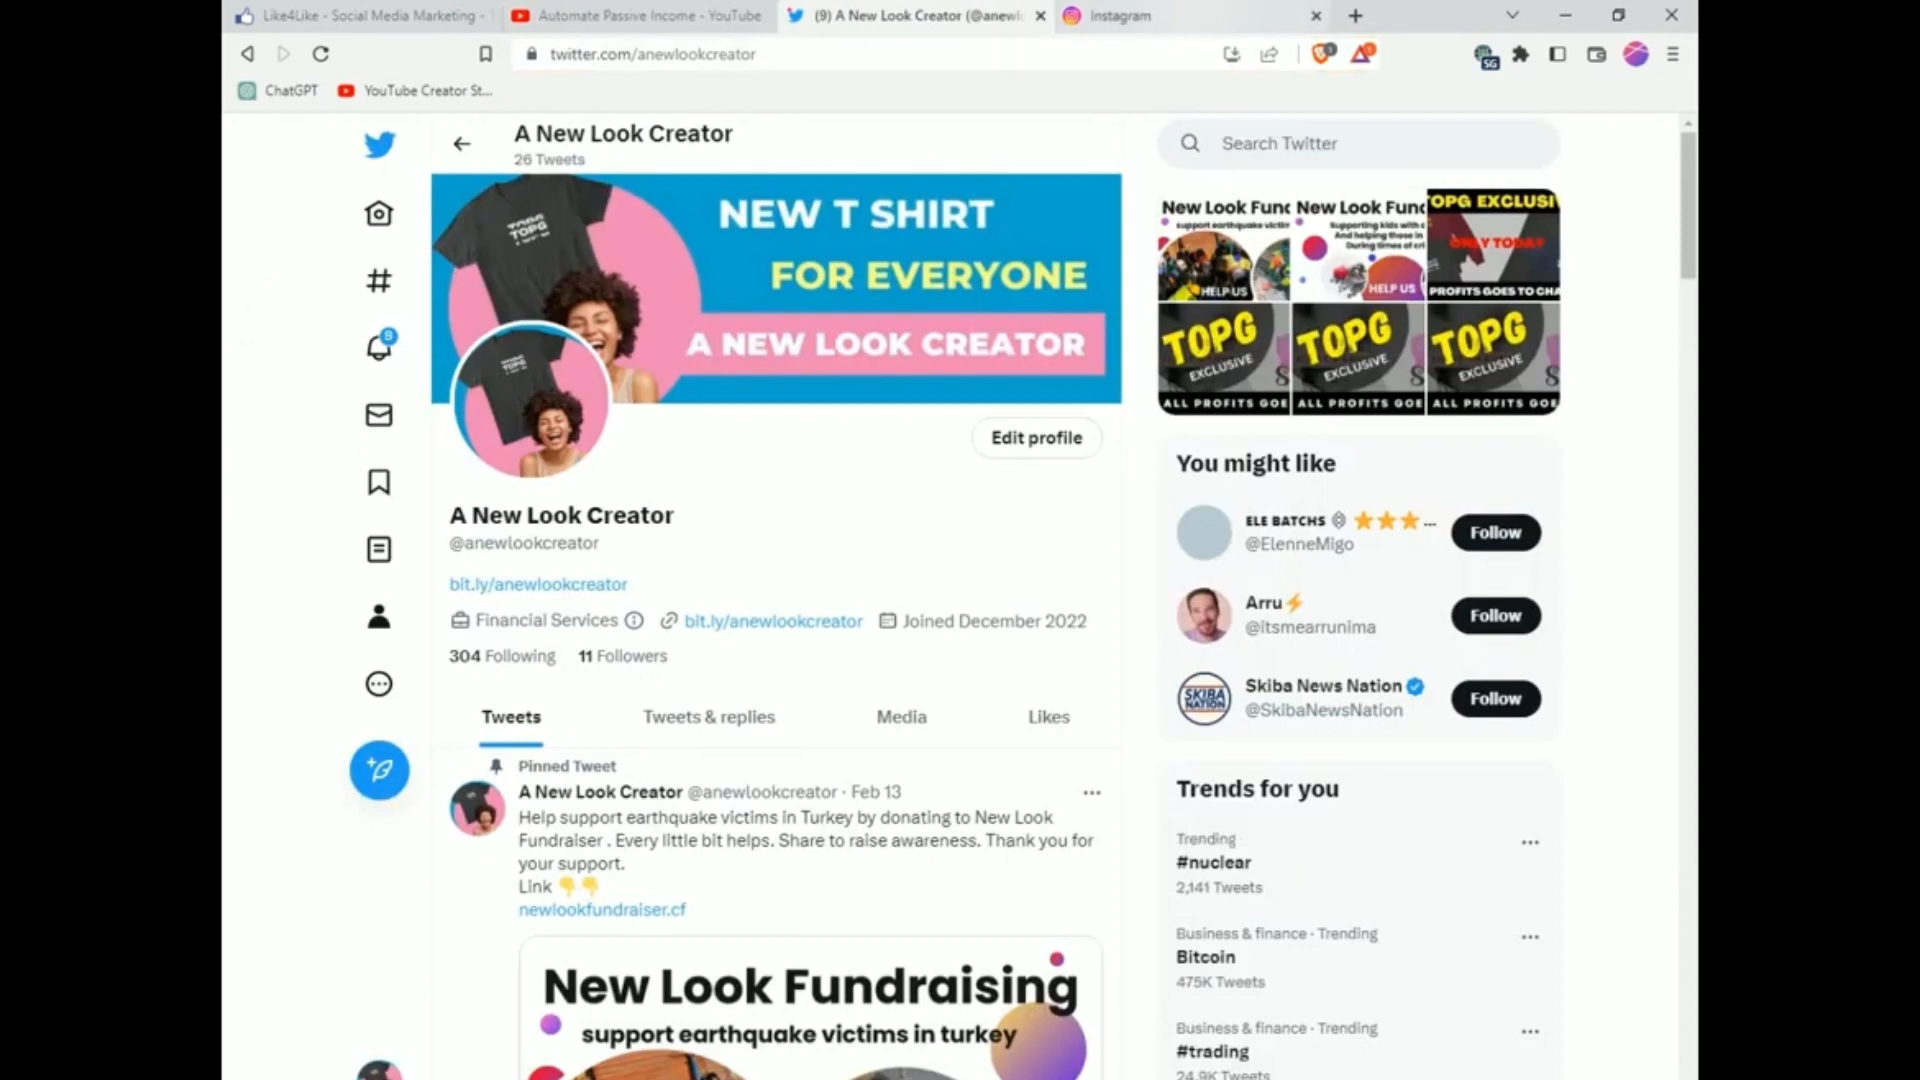 Like4Like - Social Media Marketing -
Automate Passive Income - YouTube
(9) A New Look Creator (@anewl
Instagram
twitter.com/anewlookcreator
SG
ChatGPT
YouTube Creator St...
A New Look Creator
26 Tweets
NEW T SHIRT
FOR EVERYONE
A NEW LOOK CREATOR
TOPG
TOPG
Edit profile
A New Look Creator
@anewlookcreator
bit.ly/anewlookcreator
Financial Services
bit.ly/anewlookcreator
Joined December 2022
304 Following 11 Followers
Tweets
Tweets & replies
Media
Likes
Pinned Tweet
A New Look Creator @anewlookcreator · Feb 13
Help support earthquake victims in Turkey by donating to New Look
Fundraiser . Every little bit helps. Share to raise awareness. Thank you for
your support.
Link 👇👇
newlookfundraiser.cf
New Look Fundraising
support earthquake victims in turkey
Search Twitter
New Look Func
support earthquake victim
HELP US
New Look Func
Supporting kids with c
And helping those in
During times of cri
HELP US
OPG EXCLUSI
ONLY TODAY
PROFITS GOES TO CHA
TOPG
EXCLUSIVE
ALL PROFITS GOE
TOPG
EXCLUSIVE
ALL PROFITS GOE
TOPG
EXCLUSIVE
ALL PROFITS GOE
You might like
ELE BATCHS ⭐⭐⭐...
@ElenneMigo
Follow
Arru⚡
@itsmearrunima
Follow
SKIBA
NATION
Skiba News Nation
@SkibaNewsNation
Follow
Trends for you
Trending
#nuclear
2,141 Tweets
Business & finance · Trending
Bitcoin
475K Tweets
Business & finance · Trending
#trading
24.9K Tweets